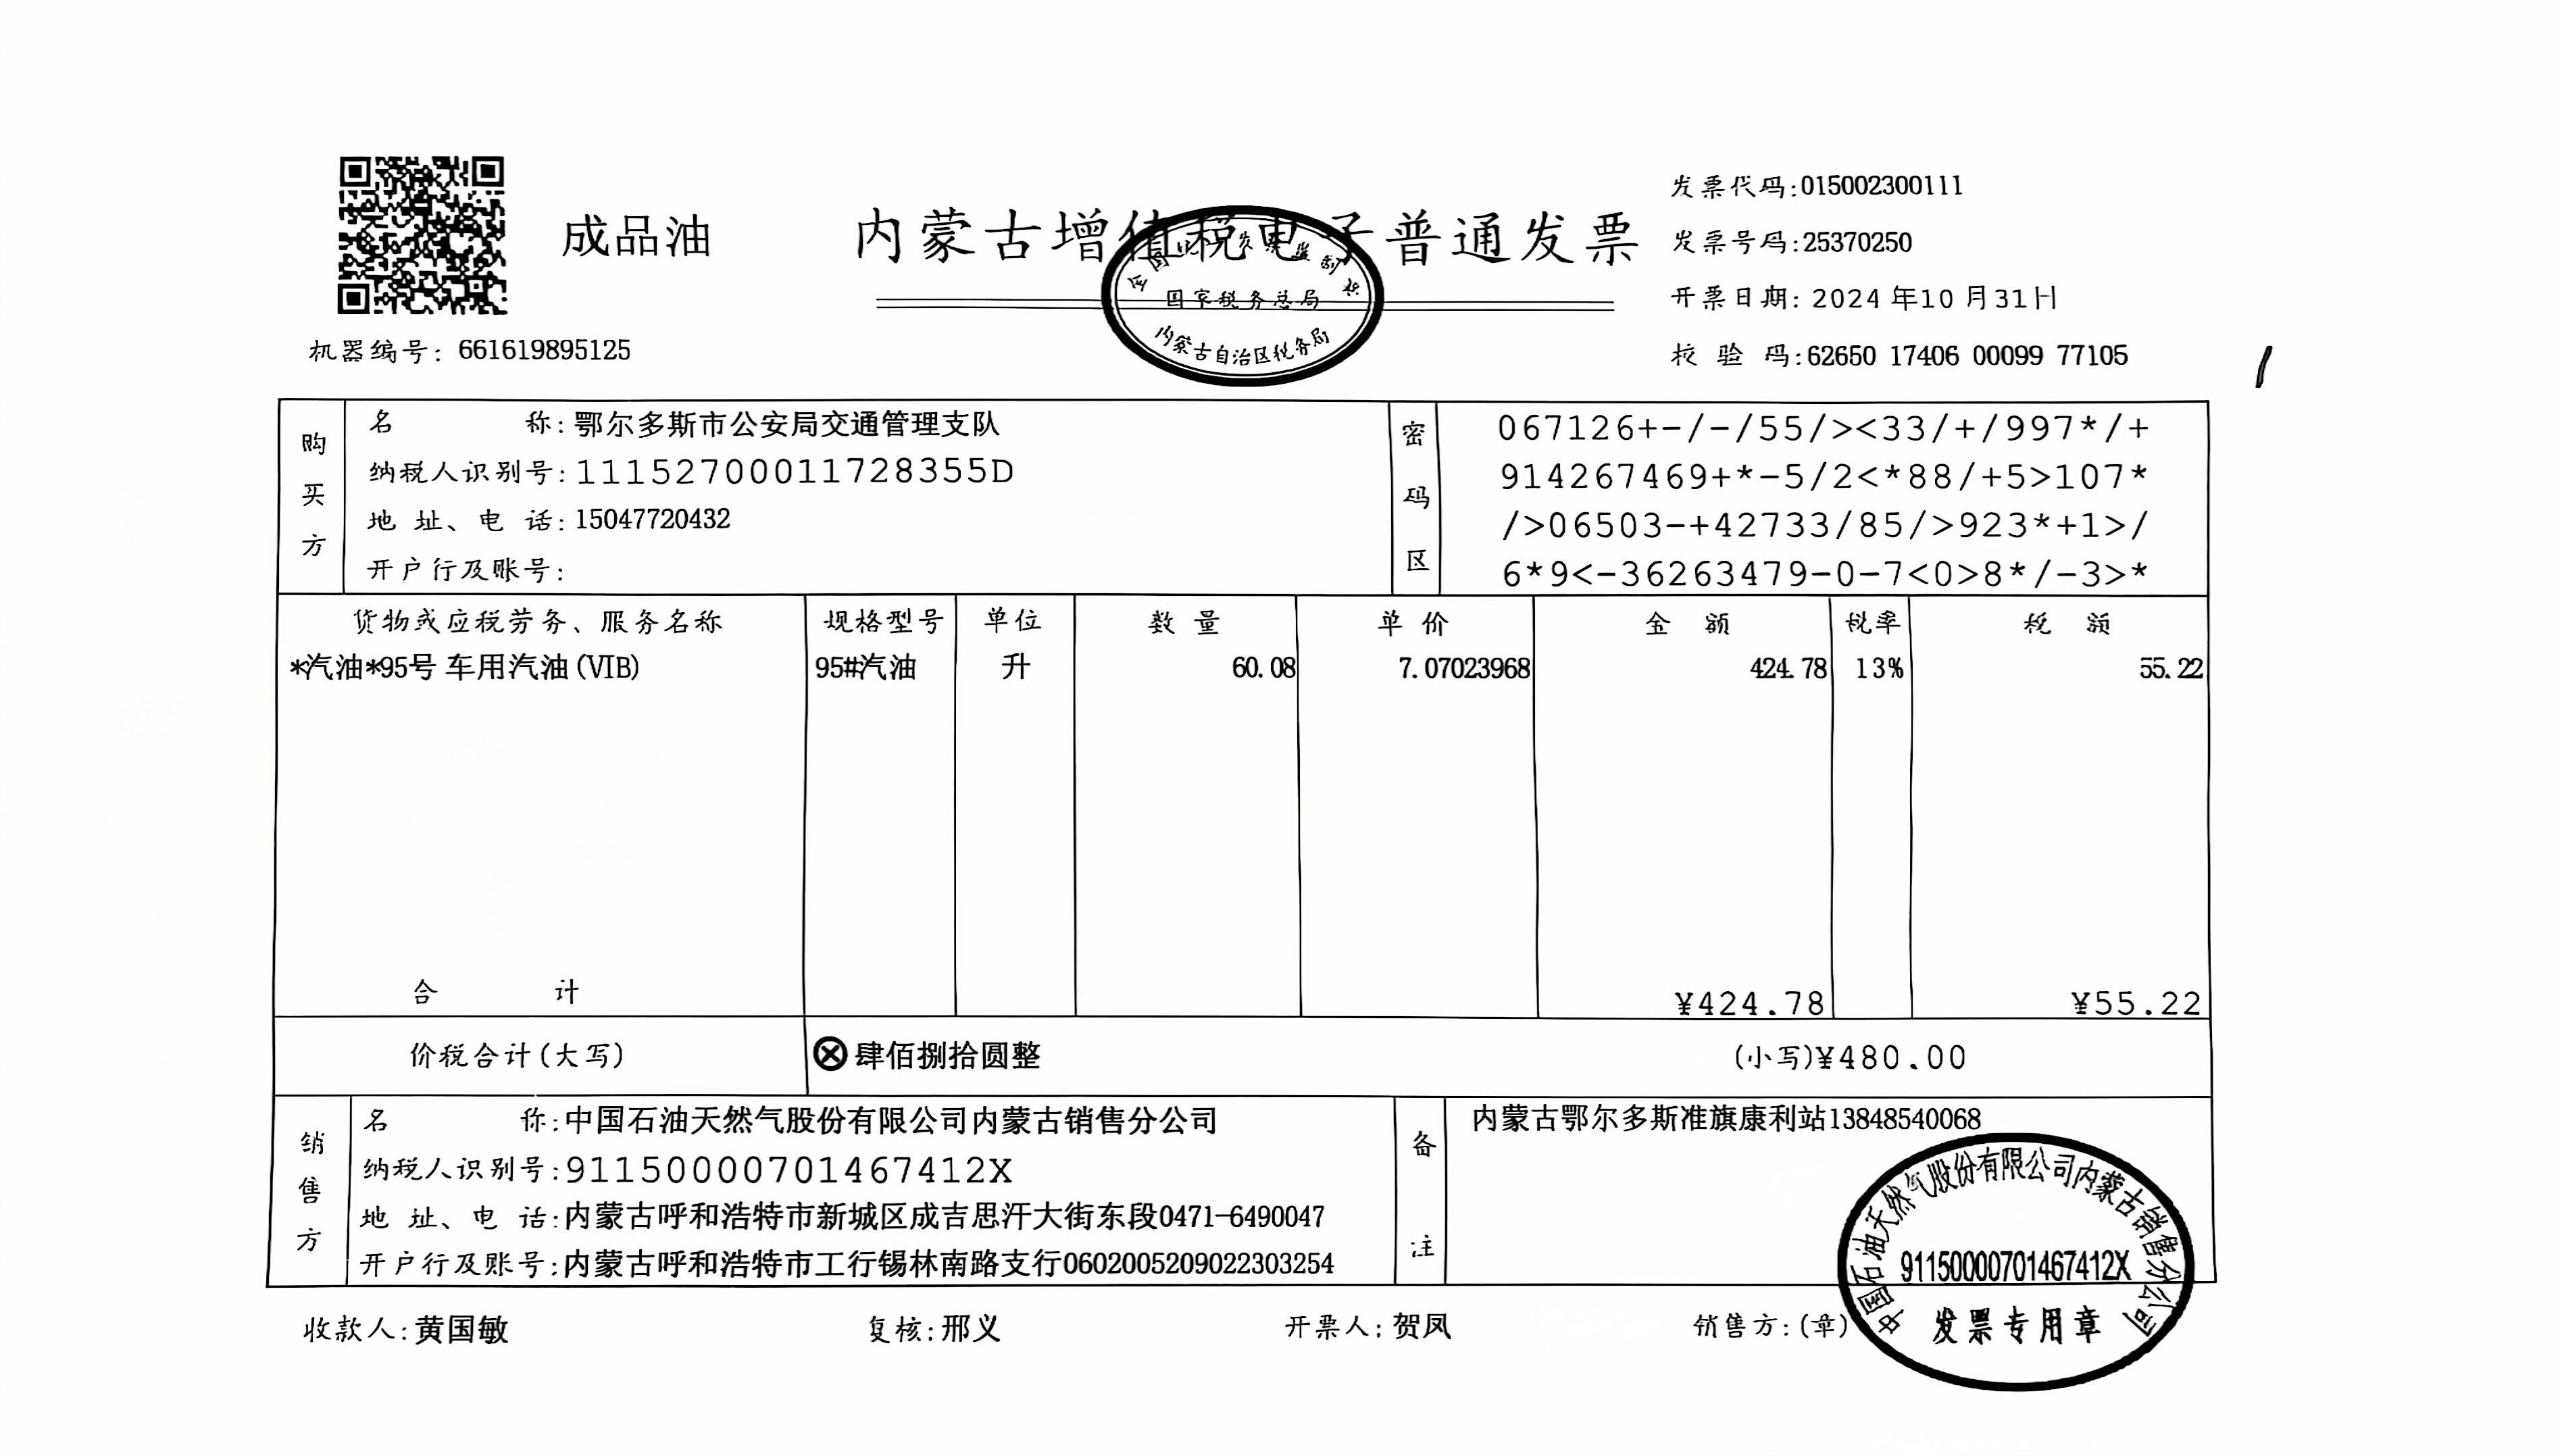 成品油
内蒙古增值税电子普通发票
国家税务总局
内蒙古自治区税务局
发票代码:015002300111
发票号码:25370250
开票日期: 2024 年10 月31日
校 验 码:62650 17406 00099 77105
机器编号: 661619895125
购买方
名 称: 鄂尔多斯市公安局交通管理支队
纳税人识别号: 11152700011728355D
地 址、电 话: 15047720432
开户行及账号:
密码区
067126+-/-/55/><33/+/997*/+
914267469+*-5/2<*88/+5>107*
/>06503-+42733/85/>923*+1>/
6*9<-36263479-0-7<0>8*/-3>*
货物或应税劳务、服务名称 规格型号 单位 数 量 单 价 金 额 税率 税 额
*汽油*95号 车用汽油(VIB) 95#汽油 升 60.08 7.07023968 424.78 13% 55.22
合 计 ¥424.78 ¥55.22
价税合计(大写) ⊗肆佰捌拾圆整 (小写)¥480.00
销售方
名 称:中国石油天然气股份有限公司内蒙古销售分公司
纳税人识别号:91150000701467412X
地 址、电 话:内蒙古呼和浩特市新城区成吉思汗大街东段0471-6490047
开户行及账号:内蒙古呼和浩特市工行锡林南路支行0602005209022303254
备注
内蒙古鄂尔多斯准旗康利站13848540068
中国石油天然气股份有限公司内蒙古销售分公司
91150000701467412X
发票专用章
收款人:黄国敏 复核:邢义 开票人: 贺凤 销售方:(章)